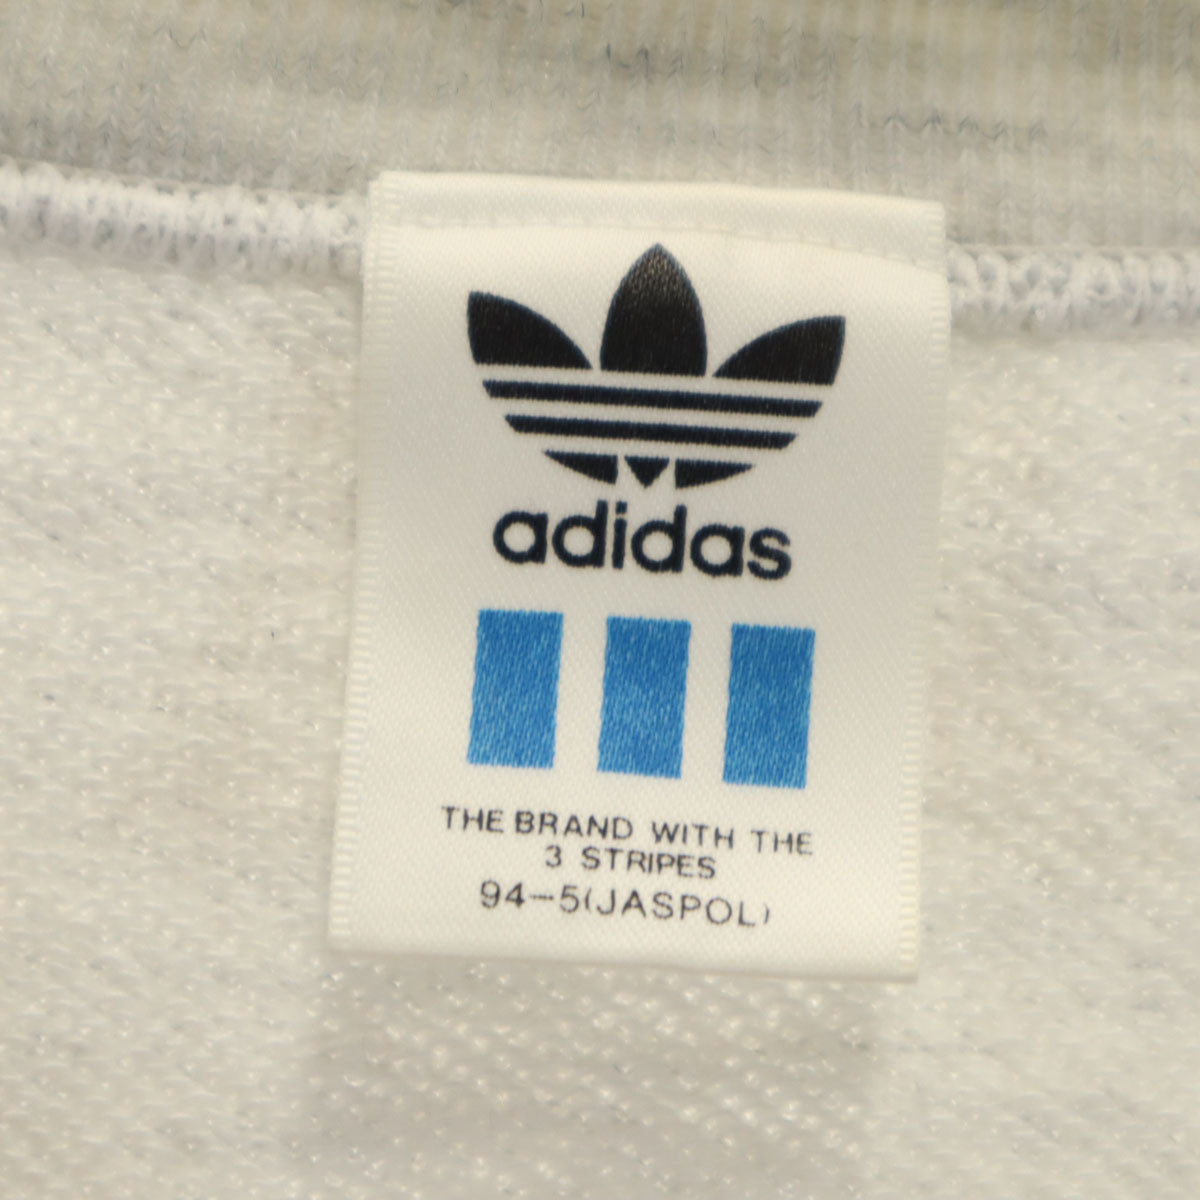 adidas
THE BRAND WITH THE
3 STRIPES
94-5(JASPOL)